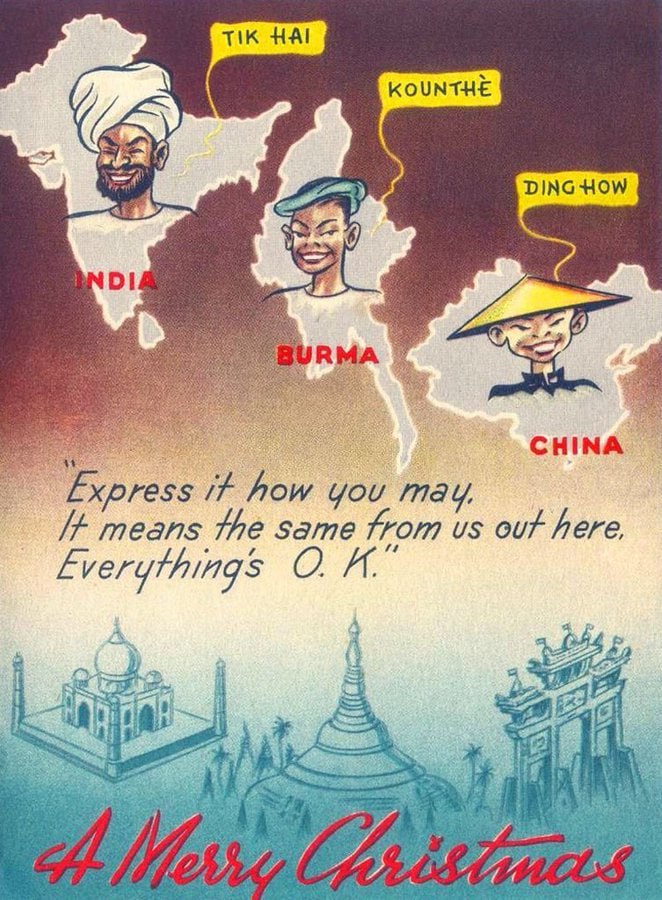 TIK HAI
KOUNTHÈ
DING HOW
INDIA
BURMA
CHINA
"Express it how you may.
It means the same from us out here,
Everything's O. K."
A Merry Christmas